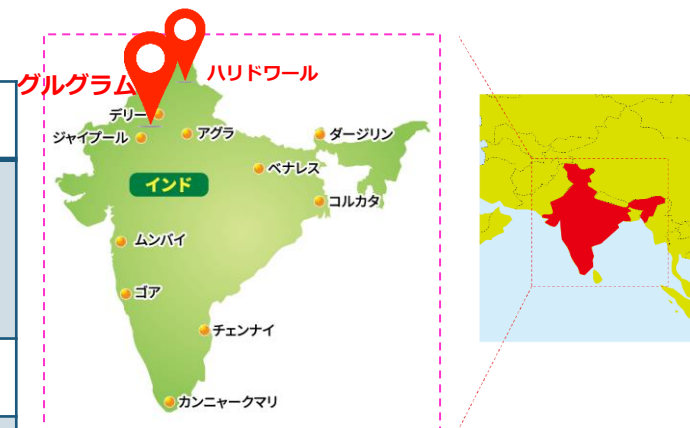 ハリドワール
グルグラム
デリー
ジャイプール
アグラ
ダージリン
ベナレス
インド
コルカタ
ムンバイ
ゴア
チェンナイ
カンニャークマリ